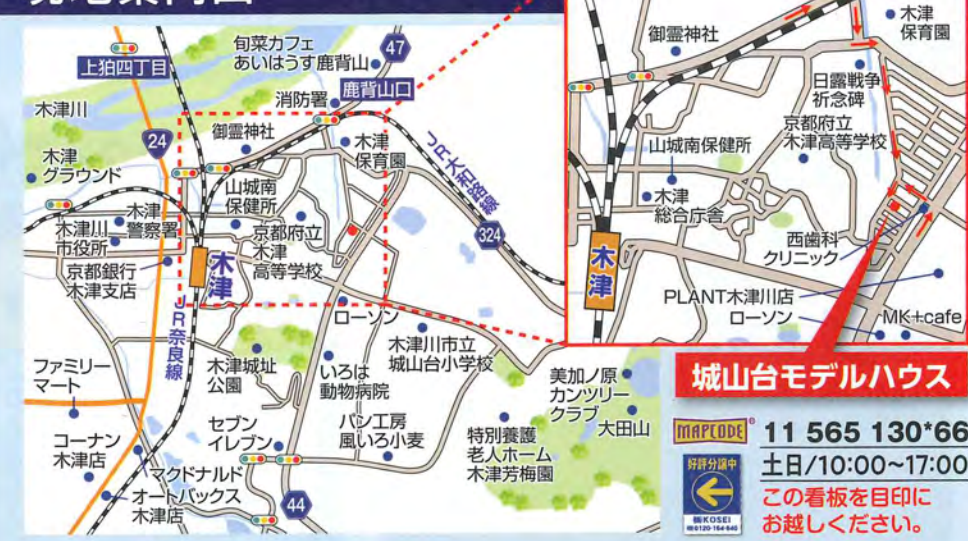 上狛四丁目
旬菜カフェ
あいはうす鹿背山
47
鹿背山口
消防署
木津川
24
御霊神社
木津
グラウンド
木津
保育園
JR大和路線
山城南
保健所
木津
警察署
木津川
市役所
京都府立
木津
高等学校
324
京都銀行
木津支店
木津
JR奈良線
ローソン
木津川市立
城山台小学校
ファミリー
マート
木津城址
公園
いろは
動物病院
美加ノ原
カンツリー
クラブ
大田山
セブン
イレブン
パン工房
風いろ小麦
特別養護
老人ホーム
木津芳梅園
コーナン
木津店
マクドナルド
オートバックス
木津店
44
御霊神社
木津
保育園
日露戦争
祈念碑
京都府立
木津高等学校
山城南保健所
木津
総合庁舎
西歯科
クリニック
木津
PLANT木津川店
ローソン
MK+cafe
城山台モデルハウス
MAPCODE® 11 565 130*66
土日/10:00~17:00
好評分譲中
この看板を目印に
お越しください。
㈱KOSEI